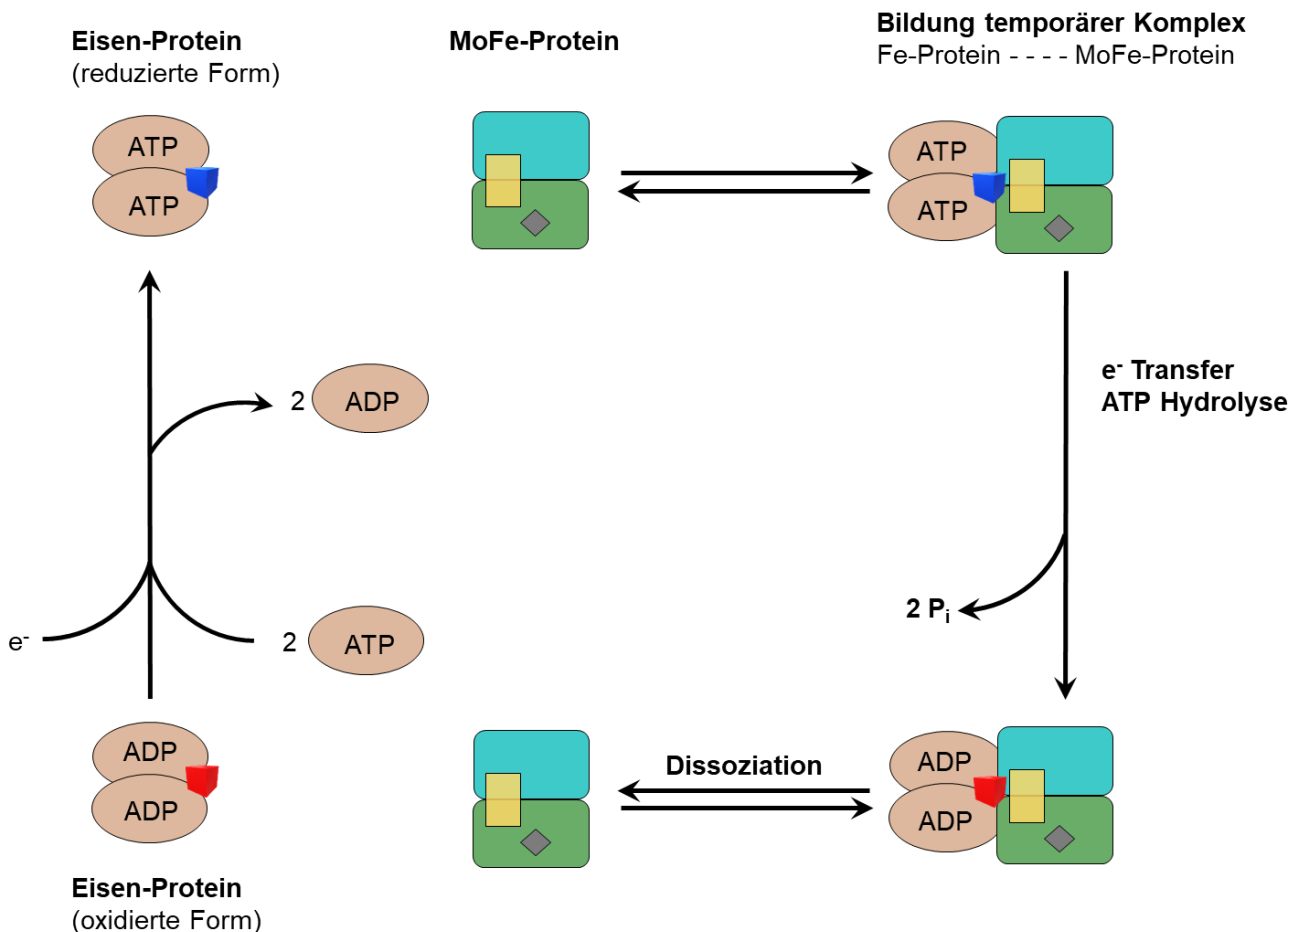 Eisen-Protein
(reduzierte Form)
MoFe-Protein
Bildung temporärer Komplex
Fe-Protein - - - - MoFe-Protein
ATP
ATP
ATP
ATP
2 ADP
e- Transfer
ATP Hydrolyse
2 Pi
e-
2 ATP
ADP
ADP
Dissoziation
ADP
ADP
Eisen-Protein
(oxidierte Form)